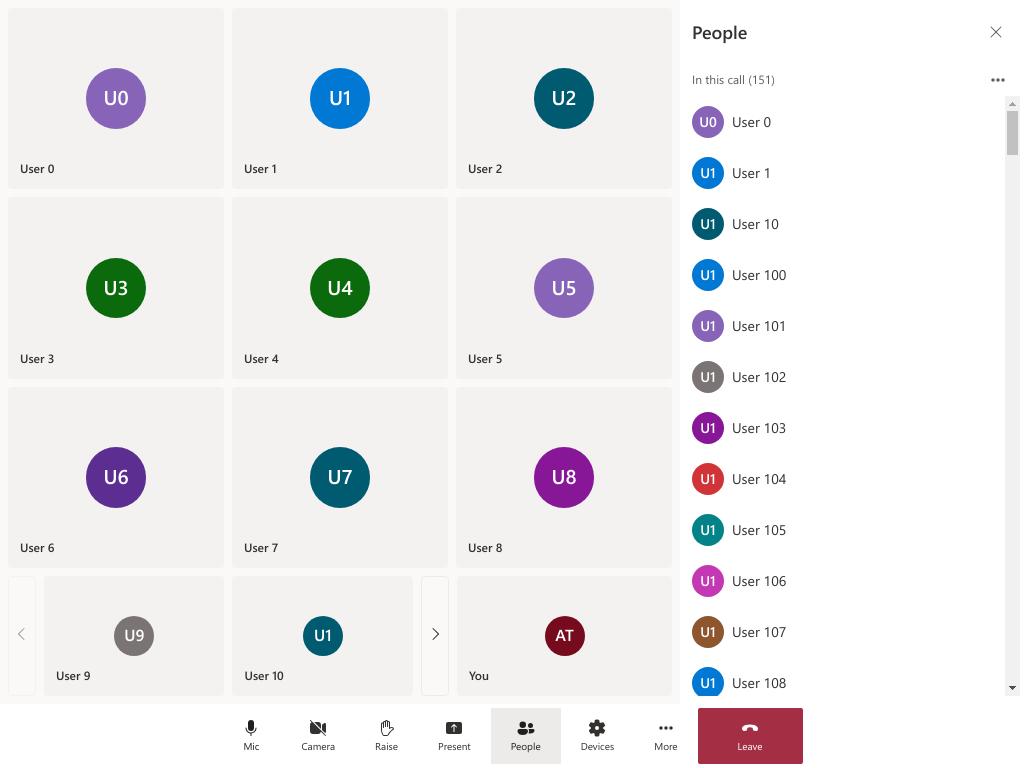 U0
User 0
U1
User 1
U2
User 2
U3
User 3
U4
User 4
U5
User 5
U6
User 6
U7
User 7
U8
User 8
U9
User 9
U1
User 10
AT
You
People
In this call (151)
U0 User 0
U1 User 1
U1 User 10
U1 User 100
U1 User 101
U1 User 102
U1 User 103
U1 User 104
U1 User 105
U1 User 106
U1 User 107
U1 User 108
Mic
Camera
Raise
Present
People
Devices
More
Leave